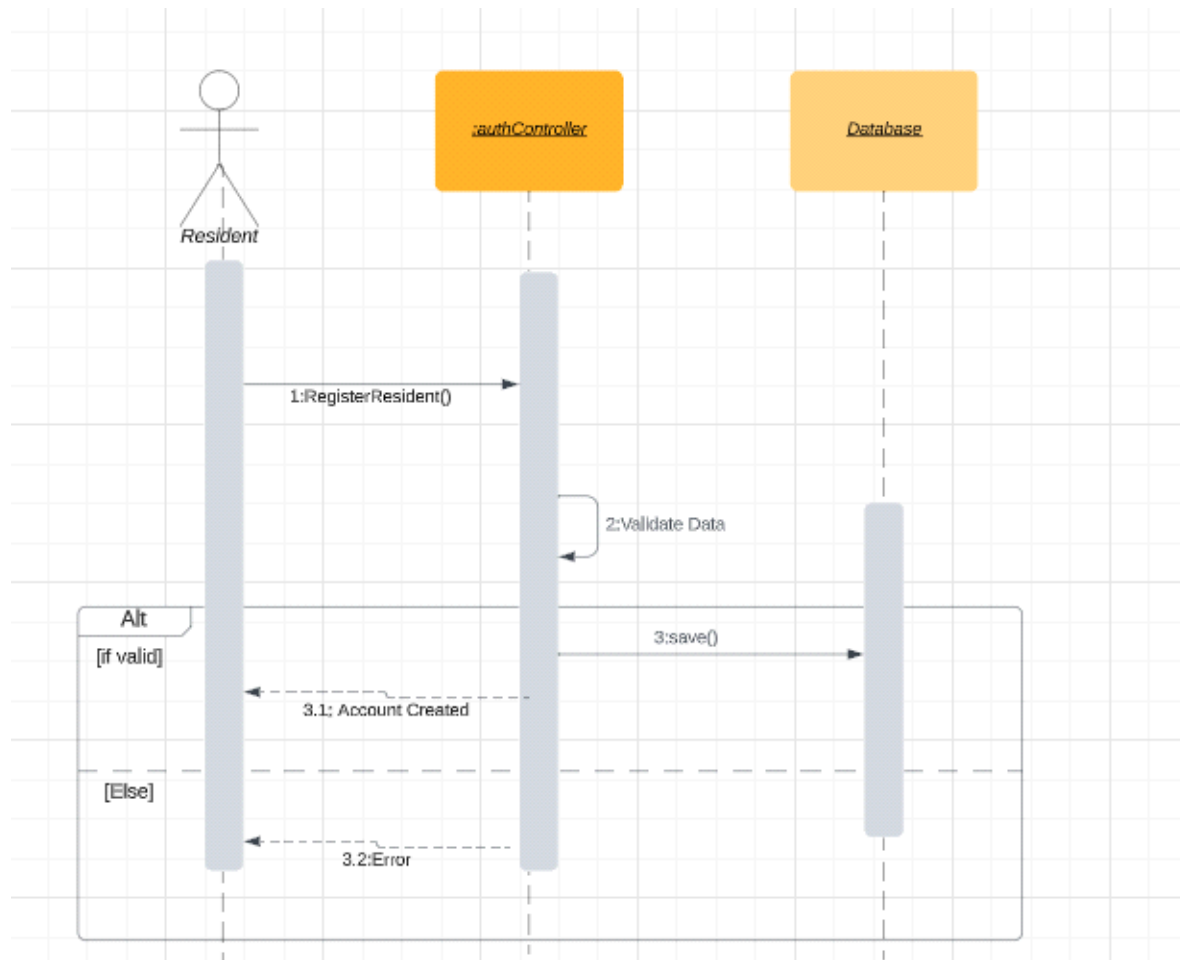 :authController
Database
Resident
1:RegisterResident()
2:Validate Data
Alt
[if valid]
3:save()
3.1; Account Created
[Else]
3.2:Error